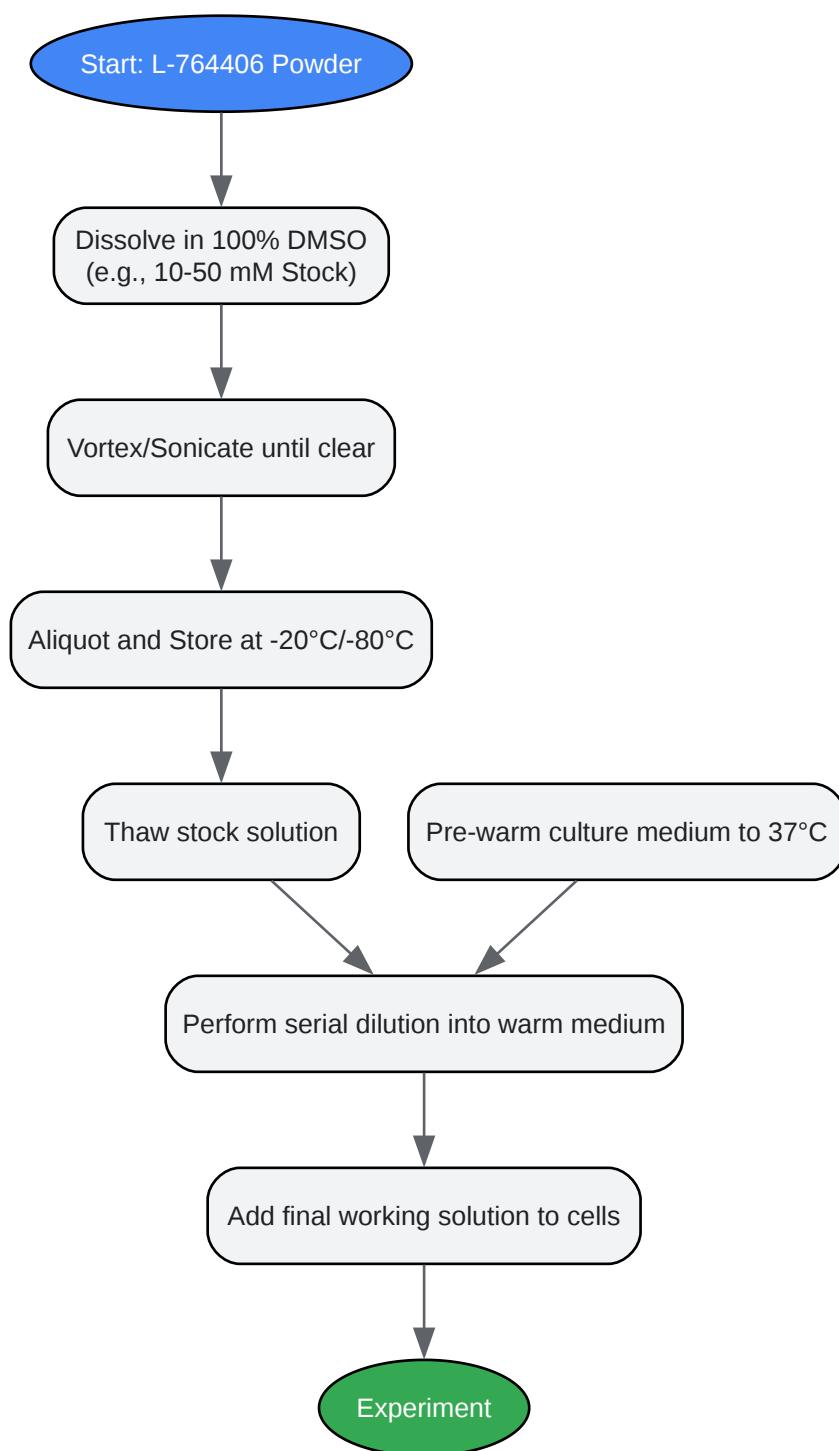 Start: L-764406 Powder
Dissolve in 100% DMSO
(e.g., 10-50 mM Stock)
Vortex/Sonicate until clear
Aliquot and Store at -20°C/-80°C
Thaw stock solution
Pre-warm culture medium to 37°C
Perform serial dilution into warm medium
Add final working solution to cells
Experiment